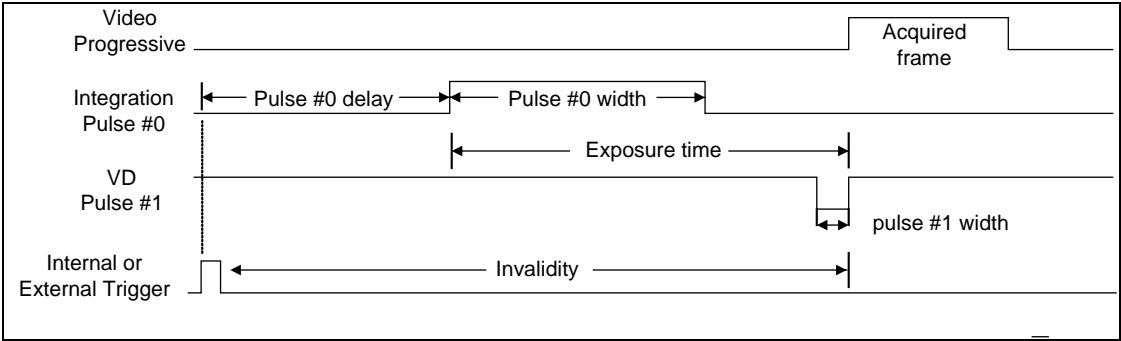 Video
Progressive
Acquired
frame
Integration
Pulse #0
Pulse #0 delay
Pulse #0 width
Exposure time
VD
Pulse #1
pulse #1 width
Internal or
External Trigger
Invalidity